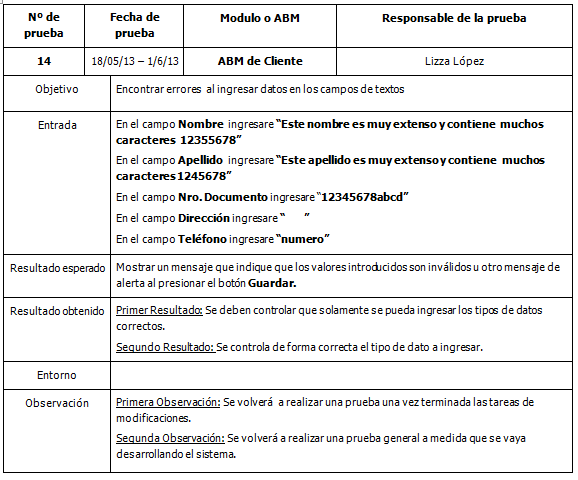 Nº de prueba Fecha de prueba Modulo o ABM Responsable de la prueba
14 18/05/13 – 1/6/13 ABM de Cliente Lizza López
Objetivo Encontrar errores al ingresar datos en los campos de textos
Entrada En el campo Nombre ingresare “Este nombre es muy extenso y contiene muchos
caracteres 12355678”
En el campo Apellido ingresare “Este apellido es muy extenso y contiene muchos
caracteres 1245678”
En el campo Nro. Documento ingresare “12345678abcd”
En el campo Dirección ingresare “ ”
En el campo Teléfono ingresare “numero”
Resultado esperado Mostrar un mensaje que indique que los valores introducidos son inválidos u otro mensaje de
alerta al presionar el botón Guardar.
Resultado obtenido Primer Resultado: Se deben controlar que solamente se pueda ingresar los tipos de datos
correctos.
Segundo Resultado: Se controla de forma correcta el tipo de dato a ingresar.
Entorno
Observación Primera Observación: Se volverá a realizar una prueba una vez terminada las tareas de
modificaciones.
Segunda Observación: Se volverá a realizar una prueba general a medida que se vaya
desarrollando el sistema.